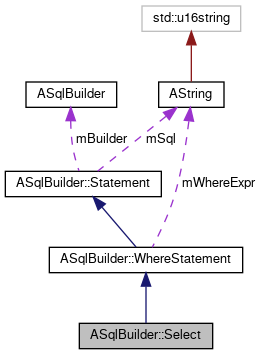 std::u16string
ASqlBuilder
AString
mBuilder
mSql
ASqlBuilder::Statement
mWhereExpr
ASqlBuilder::WhereStatement
ASqlBuilder::Select